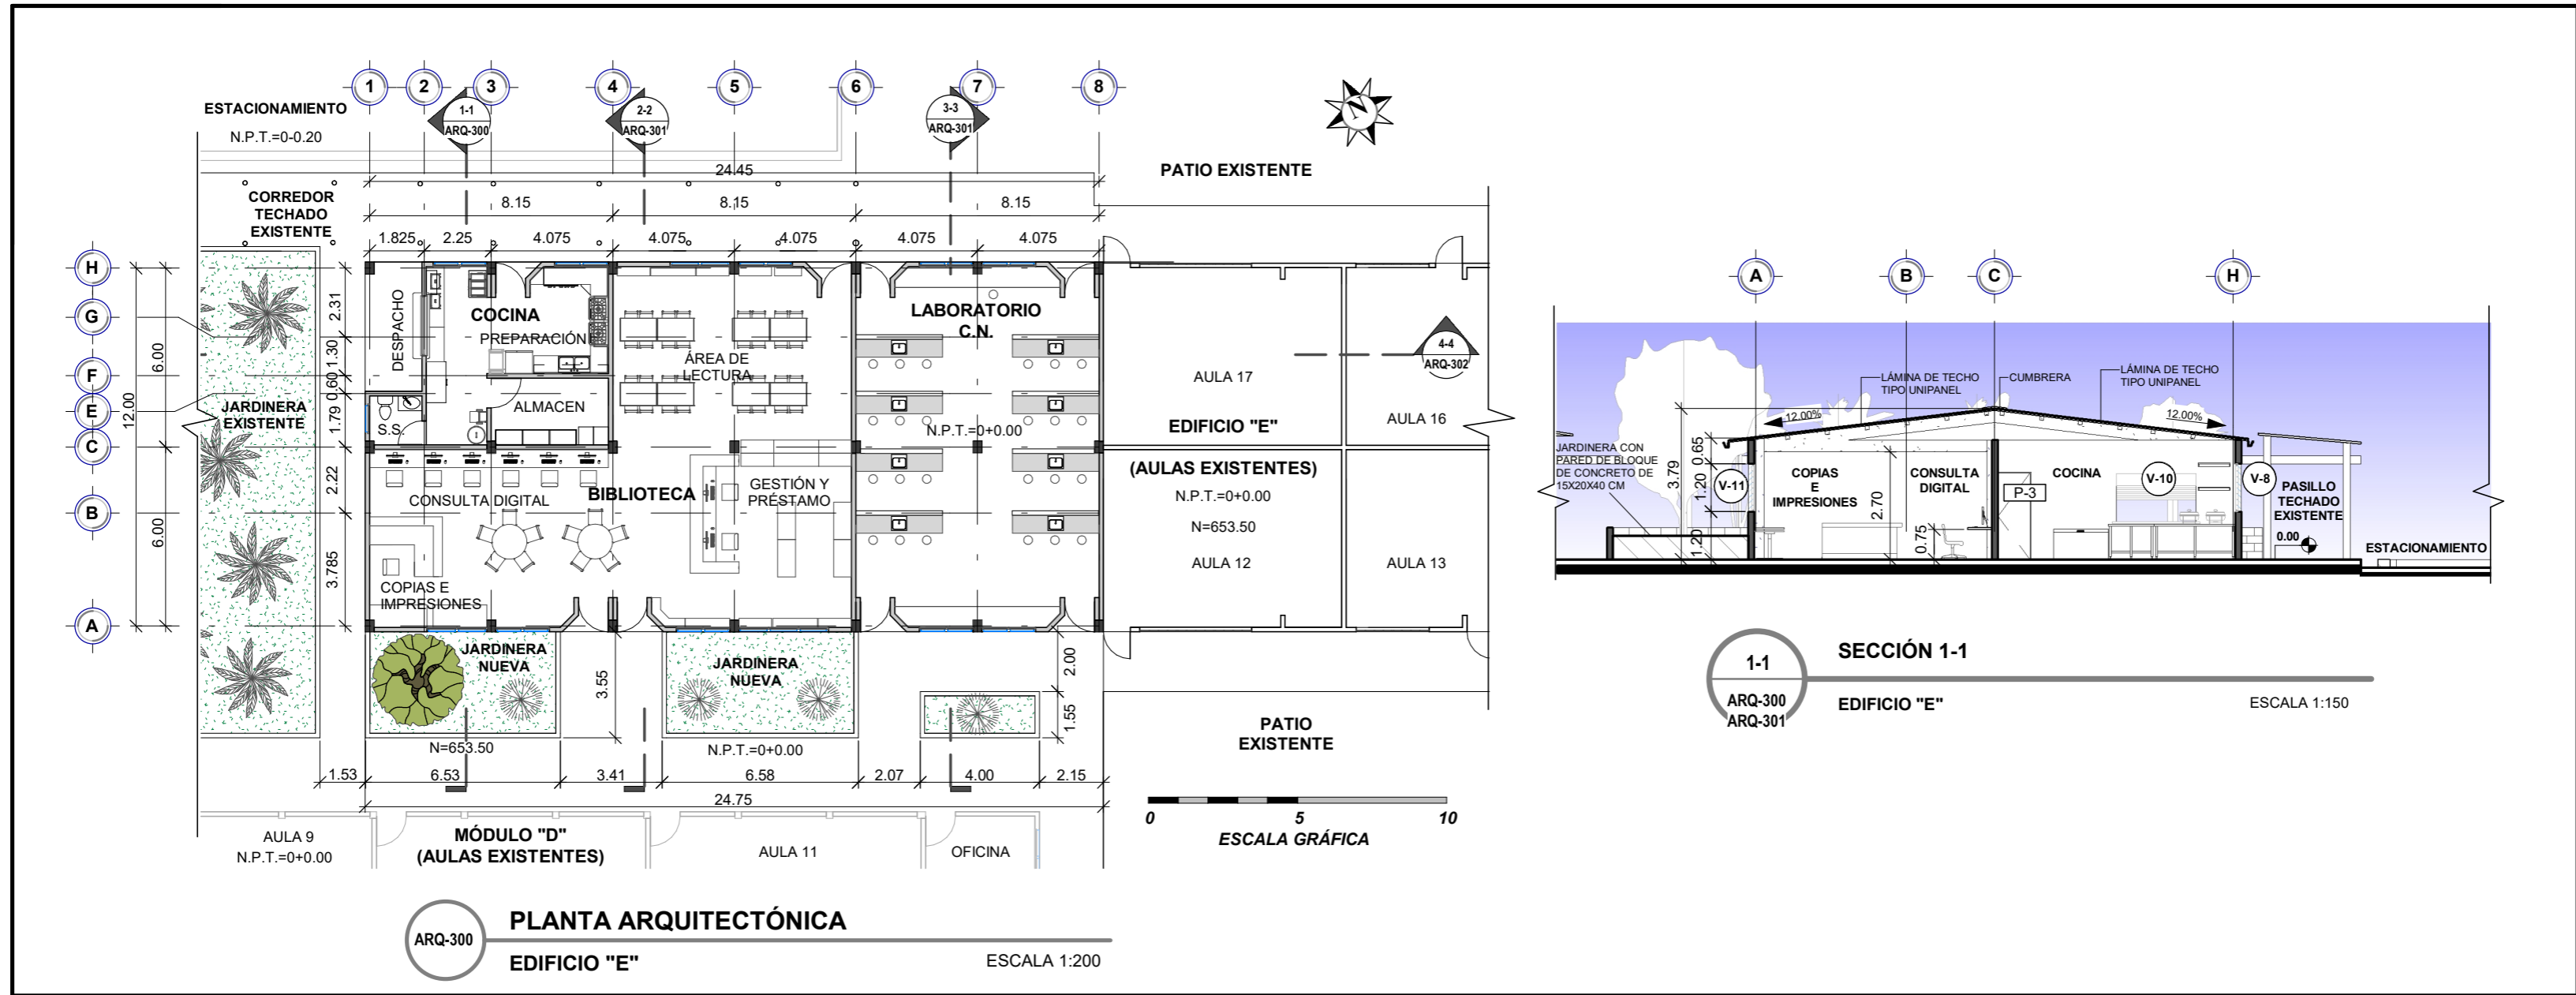 1 2 3 4 5 6 7 8
1-1
ARQ-300
2-2
ARQ-301
3-3
ARQ-301
N
ESTACIONAMIENTO
N.P.T.=0-0.20
24.45
PATIO EXISTENTE
CORREDOR
TECHADO
EXISTENTE
8.15 8.15 8.15
1.825 2.25 4.075 4.075 4.075 4.075 4.075
H
G
F
E
C
B
A
12.00
6.00
6.00
2.31
1.30
0.60
1.79
2.22
3.785
JARDINERA
EXISTENTE
DESPACHO
COCINA
PREPARACIÓN
ALMACEN
S.S.
ÁREA DE
LECTURA
LABORATORIO
C.N.
N.P.T.=0+0.00
CONSULTA DIGITAL
BIBLIOTECA
GESTIÓN Y
PRÉSTAMO
COPIAS E
IMPRESIONES
AULA 17
EDIFICIO "E"
(AULAS EXISTENTES)
N.P.T.=0+0.00
N=653.50
AULA 12
4-4
ARQ-302
AULA 16
AULA 13
JARDINERA
NUEVA
JARDINERA
NUEVA
3.55
2.00
1.55
N=653.50
N.P.T.=0+0.00
1.53 6.53 3.41 6.58 2.07 4.00 2.15
24.75
PATIO
EXISTENTE
0 5 10
ESCALA GRÁFICA
AULA 9
N.P.T.=0+0.00
MÓDULO "D"
(AULAS EXISTENTES)
AULA 11
OFICINA
ARQ-300
PLANTA ARQUITECTÓNICA
EDIFICIO "E"
ESCALA 1:200
A B C H
LÁMINA DE TECHO
TIPO UNIPANEL
CUMBRERA
LÁMINA DE TECHO
TIPO UNIPANEL
12.00%
12.00%
JARDINERA CON
PARED DE BLOQUE
DE CONCRETO DE
15X20X40 CM
3.79
0.65
1.20
1.20
V-11
COPIAS
E
IMPRESIONES
2.70
CONSULTA
DIGITAL
0.75
COCINA
P-3
V-10
V-8
PASILLO
TECHADO
EXISTENTE
0.00
ESTACIONAMIENTO
1-1
ARQ-300
ARQ-301
SECCIÓN 1-1
EDIFICIO "E"
ESCALA 1:150